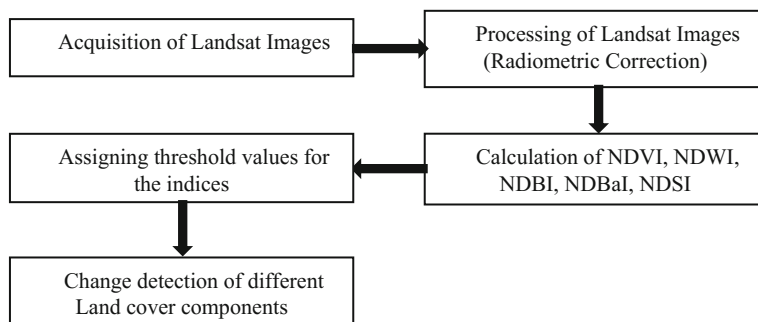 Acquisition of Landsat Images
Processing of Landsat Images
(Radiometric Correction)
Calculation of NDVI, NDWI,
NDBI, NDBaI, NDSI
Assigning threshold values for
the indices
Change detection of different
Land cover components